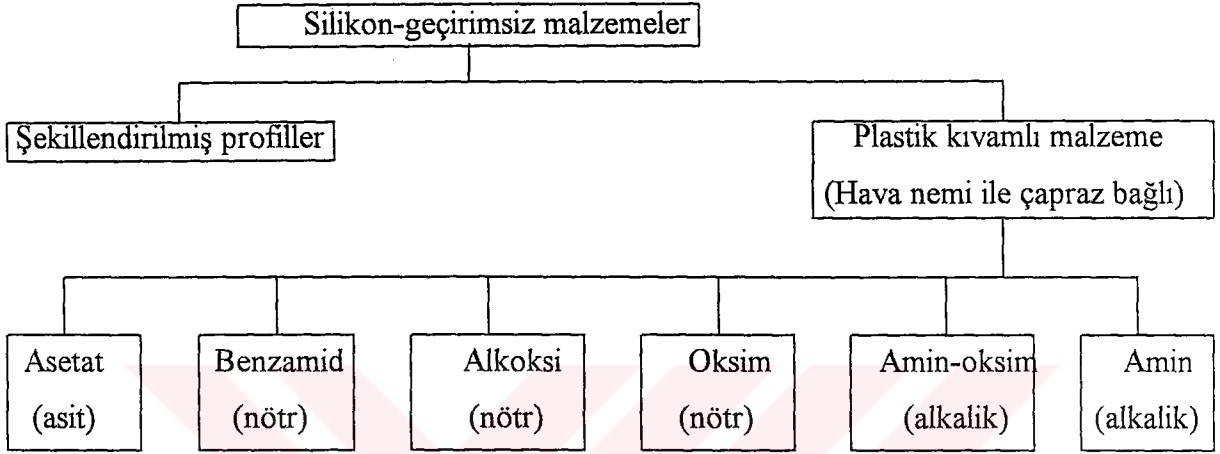 Silikon-geçirimsiz malzemeler
Şekillendirilmiş profiller
Plastik kıvamlı malzeme
(Hava nemi ile çapraz bağlı)
Asetat
(asit)
Benzamid
(nötr)
Alkoksi
(nötr)
Oksim
(nötr)
Amin-oksim
(alkalik)
Amin
(alkalik)